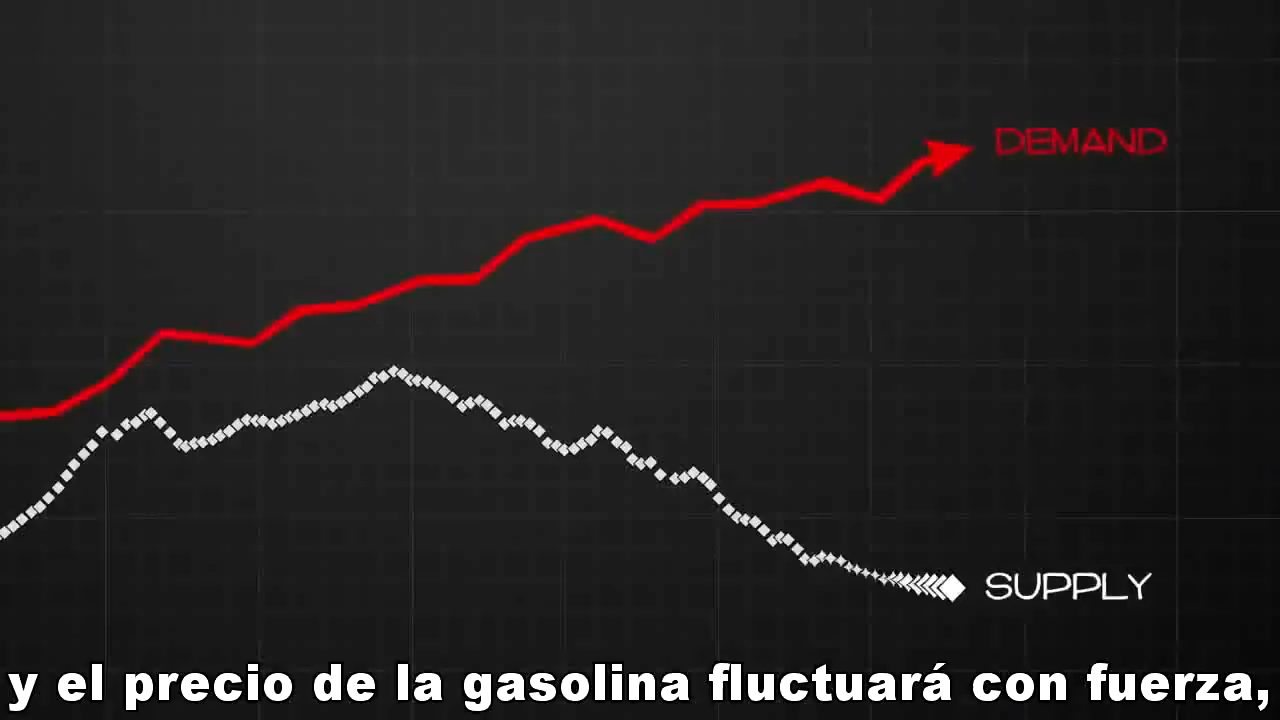 DEMAND
SUPPLY
y el precio de la gasolina fluctuará con fuerza,